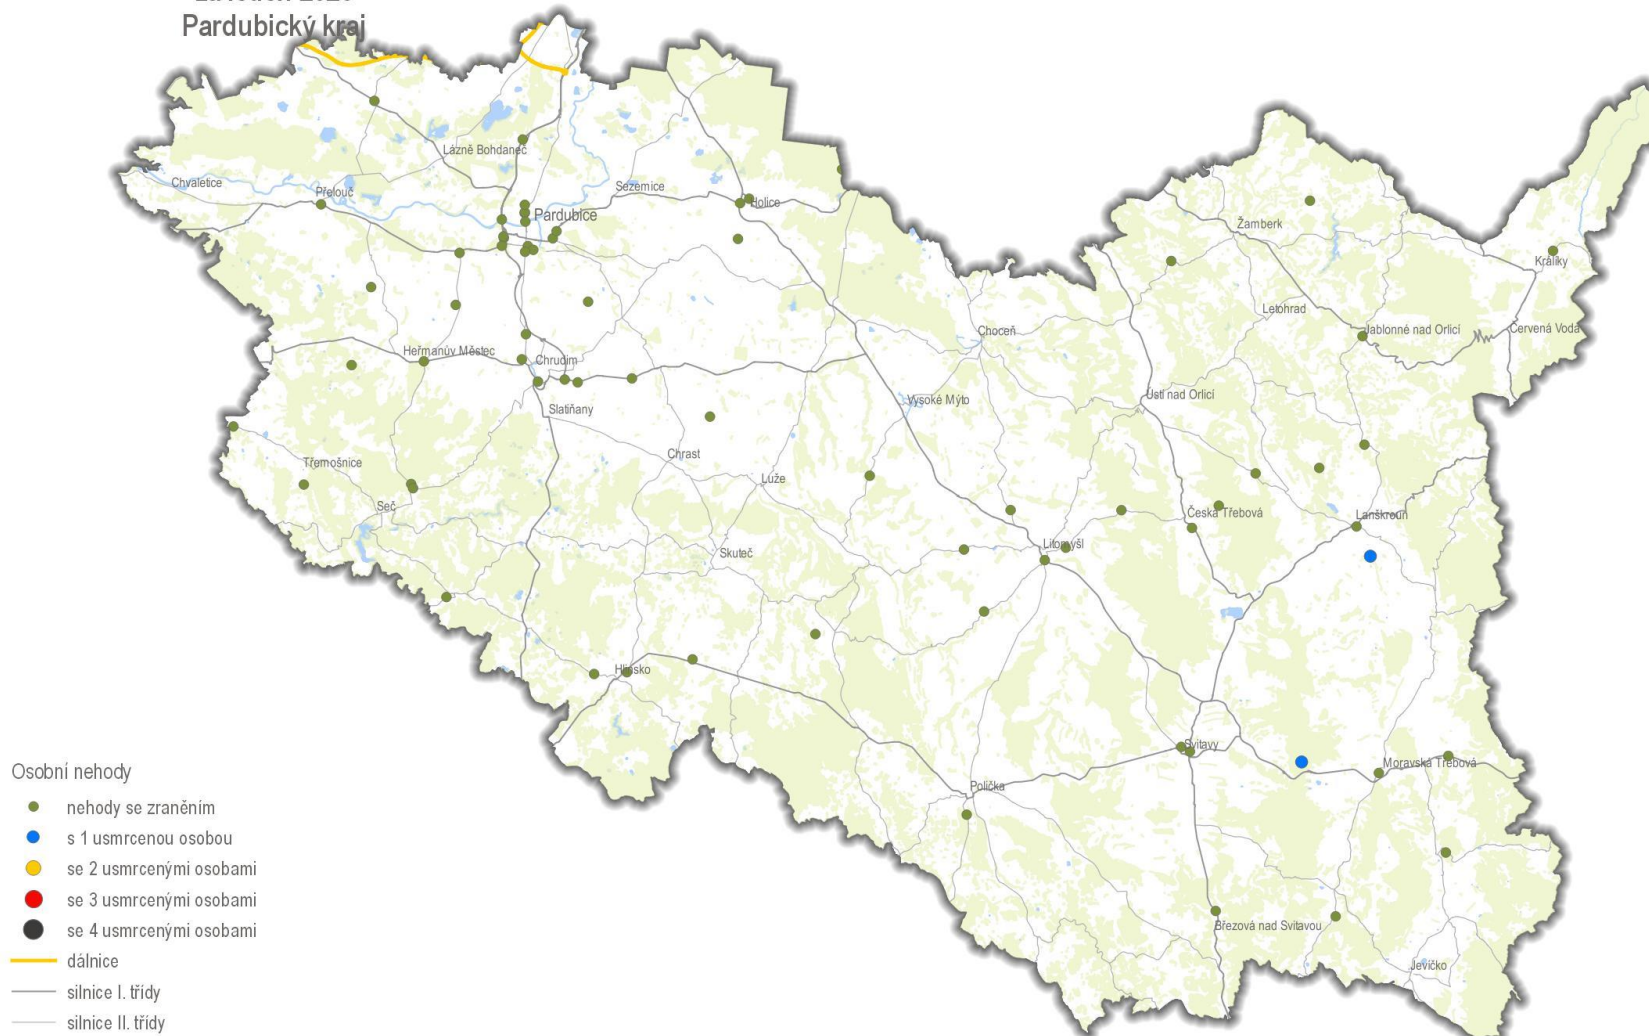 Pardubický kraj
Lázně Bohdaneč
Chvaletice
Přelouč
Sezemice
Holice
Pardubice
Žamberk
Králíky
Letohrad
Choceň
Jablonné nad Orlicí
Červená Voda
Heřmanův Městec
Chrudim
Ústí nad Orlicí
Vysoké Mýto
Slatiňany
Chrast
Třemošnice
Luže
Seč
Česká Třebová
Lanškroun
Litomyšl
Skuteč
Hlinsko
Svitavy
Moravská Třebová
Polička
Březová nad Svitavou
Jevíčko
Osobní nehody
nehody se zraněním
s 1 usmrcenou osobou
se 2 usmrcenými osobami
se 3 usmrcenými osobami
se 4 usmrcenými osobami
dálnice
silnice I. třídy
silnice II. třídy